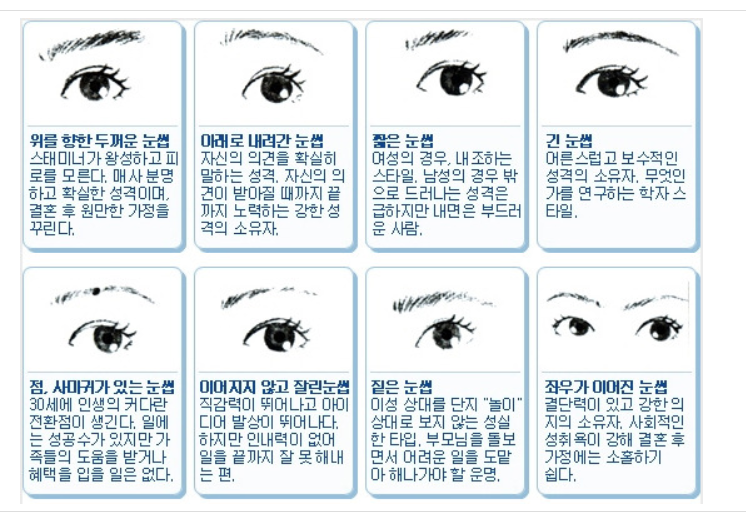 위를 향한 두꺼운 눈썹
스태미너가 왕성하고 피
로를 모른다. 매사 분명
하고 확실한 성격이며,
결혼 후 원만한 가정을
꾸린다.
아래로 내려간 눈썹
자신의 의견을 확실히
말하는 성격. 자신의 의
견이 받아질 때까지 끝
까지 노력하는 강한 성
격의 소유자.
짧은 눈썹
여성의 경우, 내조하는
스타일. 남성의 경우 밖
으로 드러나는 성격은
급하지만 내면은 부드러
운 사람.
긴 눈썹
어른스럽고 보수적인
성격의 소유자. 무엇인
가를 연구하는 학자 스
타일.
점, 사마귀가 있는 눈썹
30세에 인생의 커다란
전환점이 생긴다. 일에
는 성공수가 있지만 가
족들의 도움을 받거나
혜택을 입을 일은 없다.
이어지지 않고 잘린눈썹
직감력이 뛰어나고 아이
디어 발상이 뛰어나다.
하지만 인내력이 없어
일을 끝까지 잘 못해내
는 편.
짙은 눈썹
이성 상대를 단지 "놀이"
상대로 보지 않는 성실
한 타입. 부모님을 돌보
면서 어려운 일을 도맡
아 해나가야 할 운명.
좌우가 이어진 눈썹
결단력이 있고 강한 의
지의 소유자. 사회적인
성취욕이 강해 결혼 후
가정에는 소홀하기
쉽다.